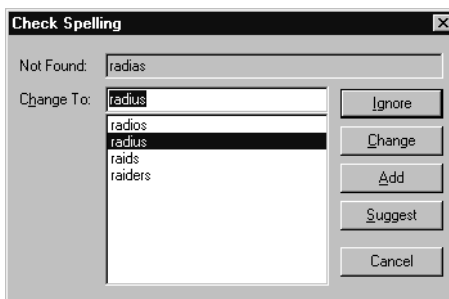 Check Spelling
Not Found: radias
Change To: radius
radios
radius
raids
raiders
Ignore
Change
Add
Suggest
Cancel